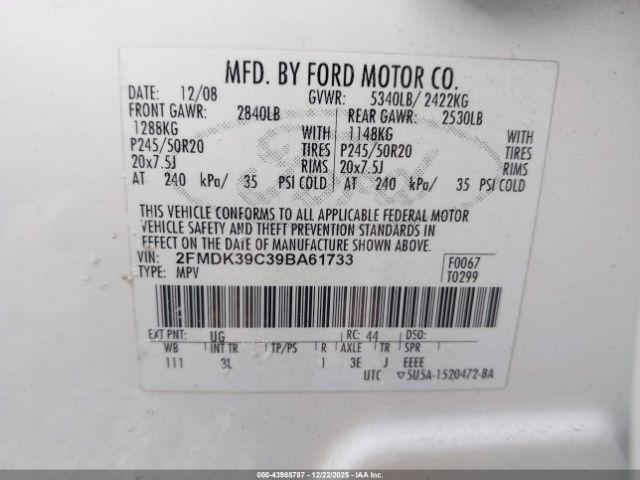 MFD. BY FORD MOTOR CO.
DATE: 12/08 GVWR: 5340LB/ 2422KG
FRONT GAWR: 2840LB REAR GAWR: 2530LB
1288KG WITH 1148KG WITH
P245/50R20 TIRES P245/50R20 TIRES
20x7.5J RIMS 20x7.5J RIMS
AT 240 kPa/ 35 PSI COLD AT 240 kPa/ 35 PSI COLD
THIS VEHICLE CONFORMS TO ALL APPLICABLE FEDERAL MOTOR
VEHICLE SAFETY AND THEFT PREVENTION STANDARDS IN
EFFECT ON THE DATE OF MANUFACTURE SHOWN ABOVE.
VIN: 2FMDK39C39BA61733 F0067
TYPE: MPV T0299
EXT PNT: UG RC: 44 DSO:
WB INT TR TP/PS R AXLE TR SPR
111 3L 1 3E J EEEE
UTC ▽5U5A-1520472-BA
000-43988787 - 12/22/2025 - IAA Auctions